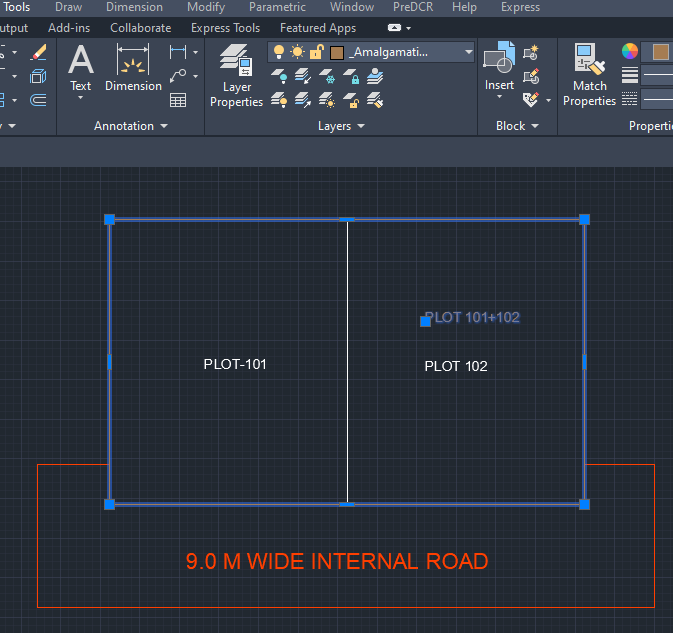 Tools Draw Dimension Modify Parametric Window PreDCR Help Express
utput Add-ins Collaborate Express Tools Featured Apps
_Amalgamati...
Text Dimension Layer Properties Insert Match Properties
Annotation Layers Block Properti
PLOT 101+102
PLOT-101 PLOT 102
9.0 M WIDE INTERNAL ROAD